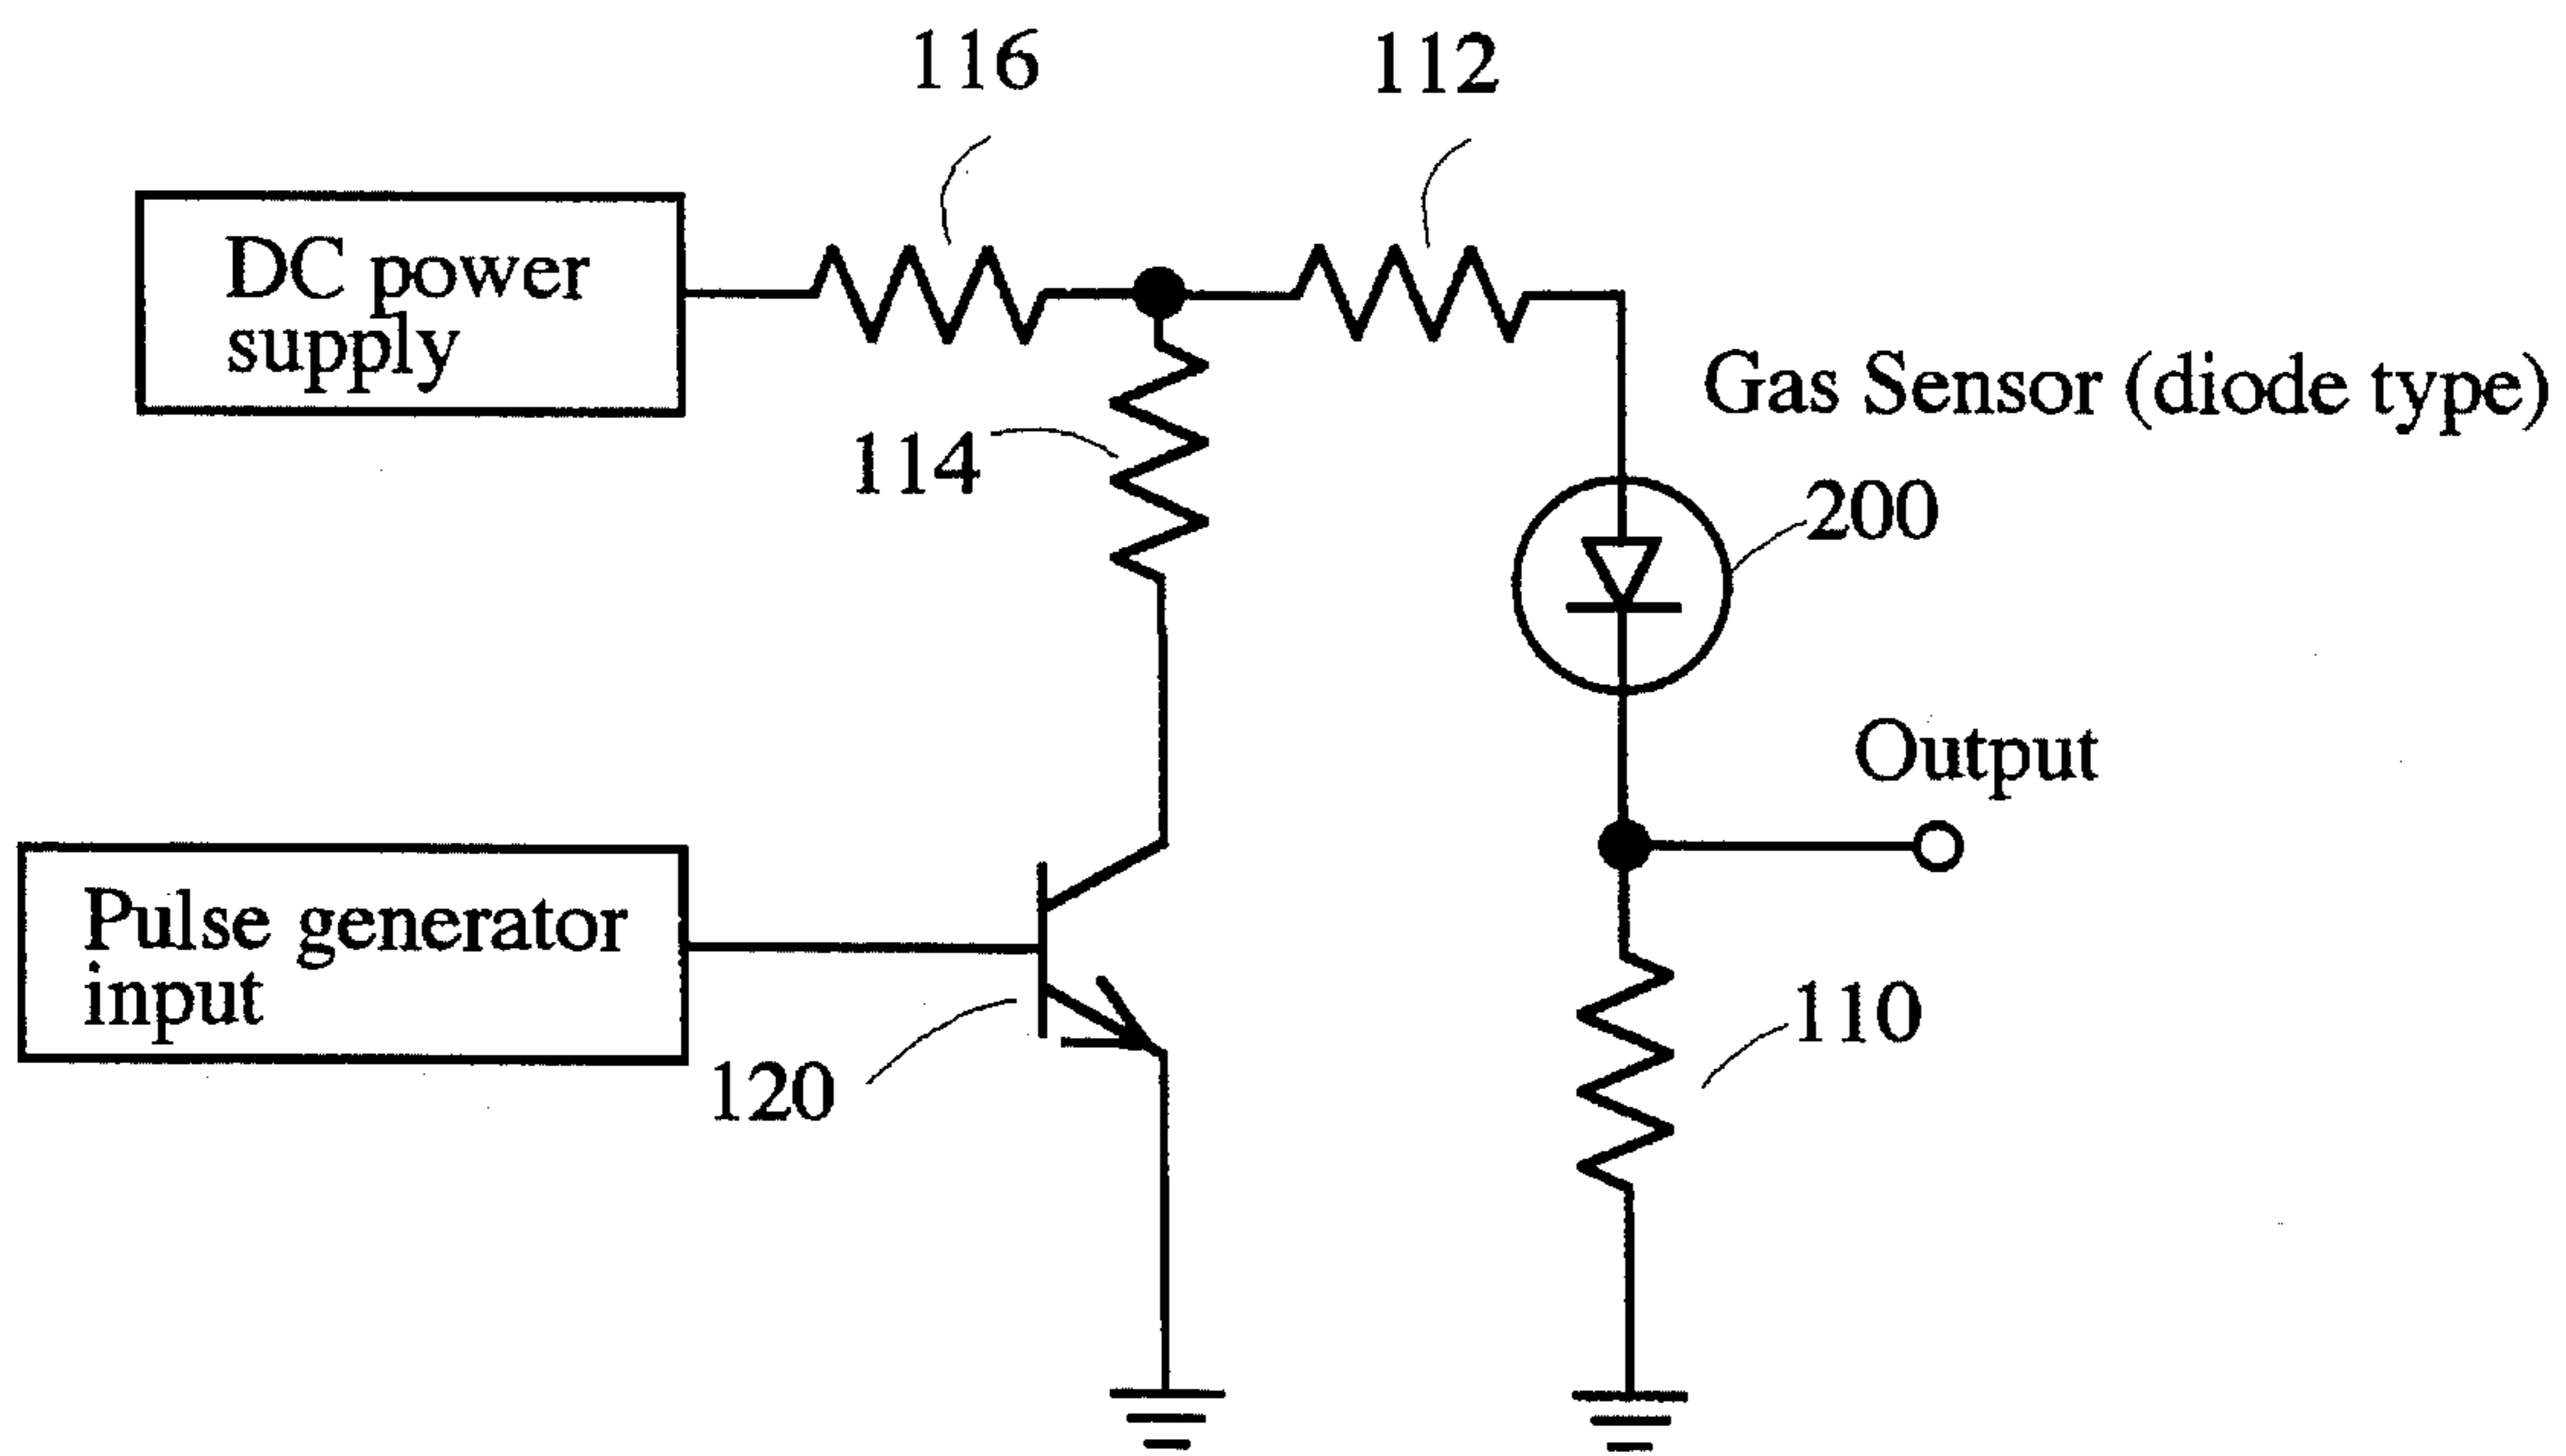 116
112
DC power
supply
Gas Sensor (diode type)
114
200
Output
Pulse generator
input
110
120